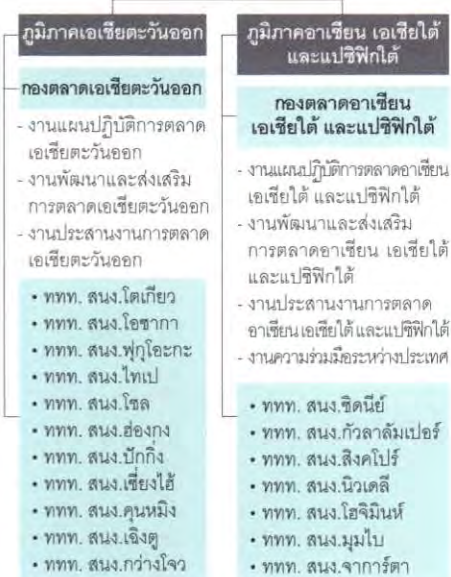 ภูมิภาคเอเชียตะวันออก
กองตลาดเอเชียตะวันออก
- งานแผนปฏิบัติการตลาด
เอเชียตะวันออก
- งานพัฒนาและส่งเสริม
การตลาดเอเชียตะวันออก
- งานประสานงานการตลาด
เอเชียตะวันออก
• ททท. สนง.โตเกียว
• ททท. สนง.โอซากา
• ททท. สนง.ฟุกุโอะกะ
• ททท. สนง.ไทเป
• ททท. สนง.โซล
• ททท. สนง.ฮ่องกง
• ททท. สนง.ปักกิ่ง
• ททท. สนง.เซี่ยงไฮ้
• ททท. สนง.คุนหมิง
• ททท. สนง.เฉิงตู
• ททท. สนง.กว่างโจว
ภูมิภาคอาเซียน เอเชียใต้
และแปซิฟิกใต้
กองตลาดอาเซียน
เอเชียใต้ และแปซิฟิกใต้
- งานแผนปฏิบัติการตลาดอาเซียน
เอเชียใต้ และแปซิฟิกใต้
- งานพัฒนาและส่งเสริม
การตลาดอาเซียน เอเชียใต้
และแปซิฟิกใต้
- งานประสานงานการตลาด
อาเซียน เอเชียใต้ และแปซิฟิกใต้
- งานความร่วมมือระหว่างประเทศ
• ททท. สนง.ซิดนีย์
• ททท. สนง.กัวลาลัมเปอร์
• ททท. สนง.สิงคโปร์
• ททท. สนง.นิวเดลี
• ททท. สนง.โฮจิมินห์
• ททท. สนง.มุมไบ
• ททท. สนง.จาการ์ตา